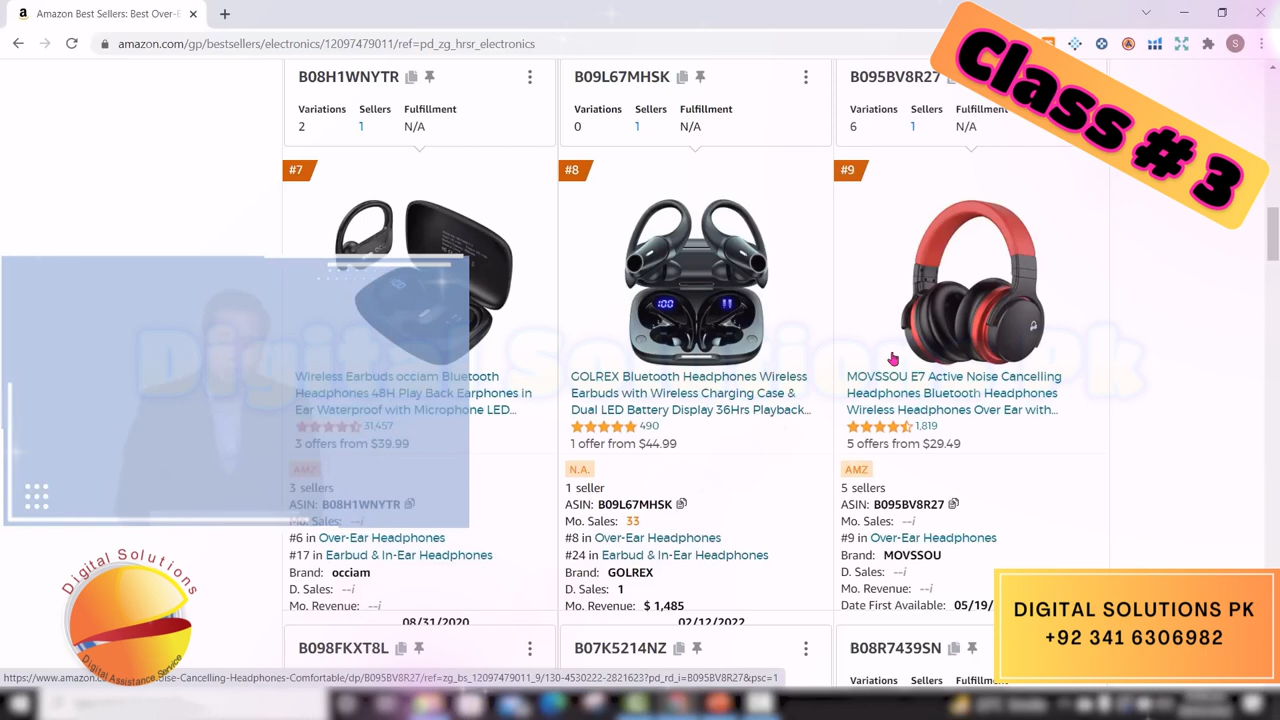 Amazon Best Sellers: Best Over-E
amazon.com/gp/bestsellers/electronics/12097479011/ref=pd_zg_hrsr_electronics
S
Class # 3
B08H1WNYTR
Variations Sellers Fulfillment
2 1 N/A
B09L67MHSK
Variations Sellers Fulfillment
0 1 N/A
B095BV8R27
Variations Sellers Fulfillment
6 1 N/A
#7
Wireless Earbuds occiam Bluetooth
Headphones 48H Play Back Earphones in
Ear Waterproof with Microphone LED...
31,457
3 offers from $39.99
AMZ
3 sellers
ASIN: B08H1WNYTR
Mo. Sales: --i
#6 in Over-Ear Headphones
#17 in Earbud & In-Ear Headphones
Brand: occiam
D. Sales: --i
Mo. Revenue: --i
08/31/2020
#8
100
GOLREX Bluetooth Headphones Wireless
Earbuds with Wireless Charging Case &
Dual LED Battery Display 36Hrs Playback...
490
1 offer from $44.99
N.A.
1 seller
ASIN: B09L67MHSK
Mo. Sales: 33
#8 in Over-Ear Headphones
#24 in Earbud & In-Ear Headphones
Brand: GOLREX
D. Sales: 1
Mo. Revenue: $ 1,485
02/12/2022
#9
MOVSSOU E7 Active Noise Cancelling
Headphones Bluetooth Headphones
Wireless Headphones Over Ear with...
1,819
5 offers from $29.49
AMZ
5 sellers
ASIN: B095BV8R27
Mo. Sales: --i
#9 in Over-Ear Headphones
Brand: MOVSSOU
D. Sales: --i
Mo. Revenue: --i
Date First Available: 05/19/
Digital Solutions Pk
B098FKXT8L
B07K5214NZ
B08R7439SN
Variations Sellers Fulfillm
Digital Solutions
Digital Assistance Service
DIGITAL SOLUTIONS PK
+92 341 6306982